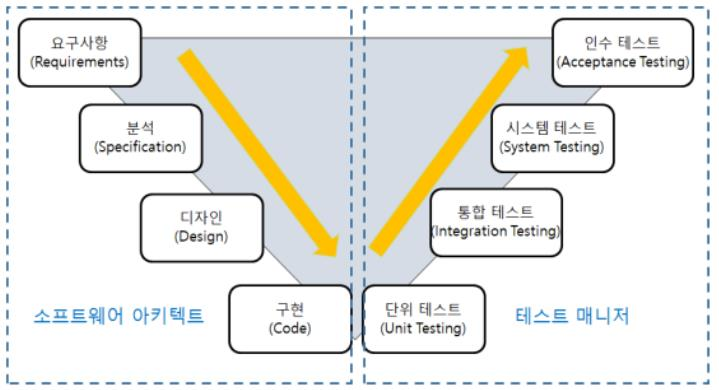 요구사항
(Requirements)
분석
(Specification)
디자인
(Design)
구현
(Code)
소프트웨어 아키텍트
인수 테스트
(Acceptance Testing)
시스템 테스트
(System Testing)
통합 테스트
(Integration Testing)
단위 테스트
(Unit Testing)
테스트 매니저